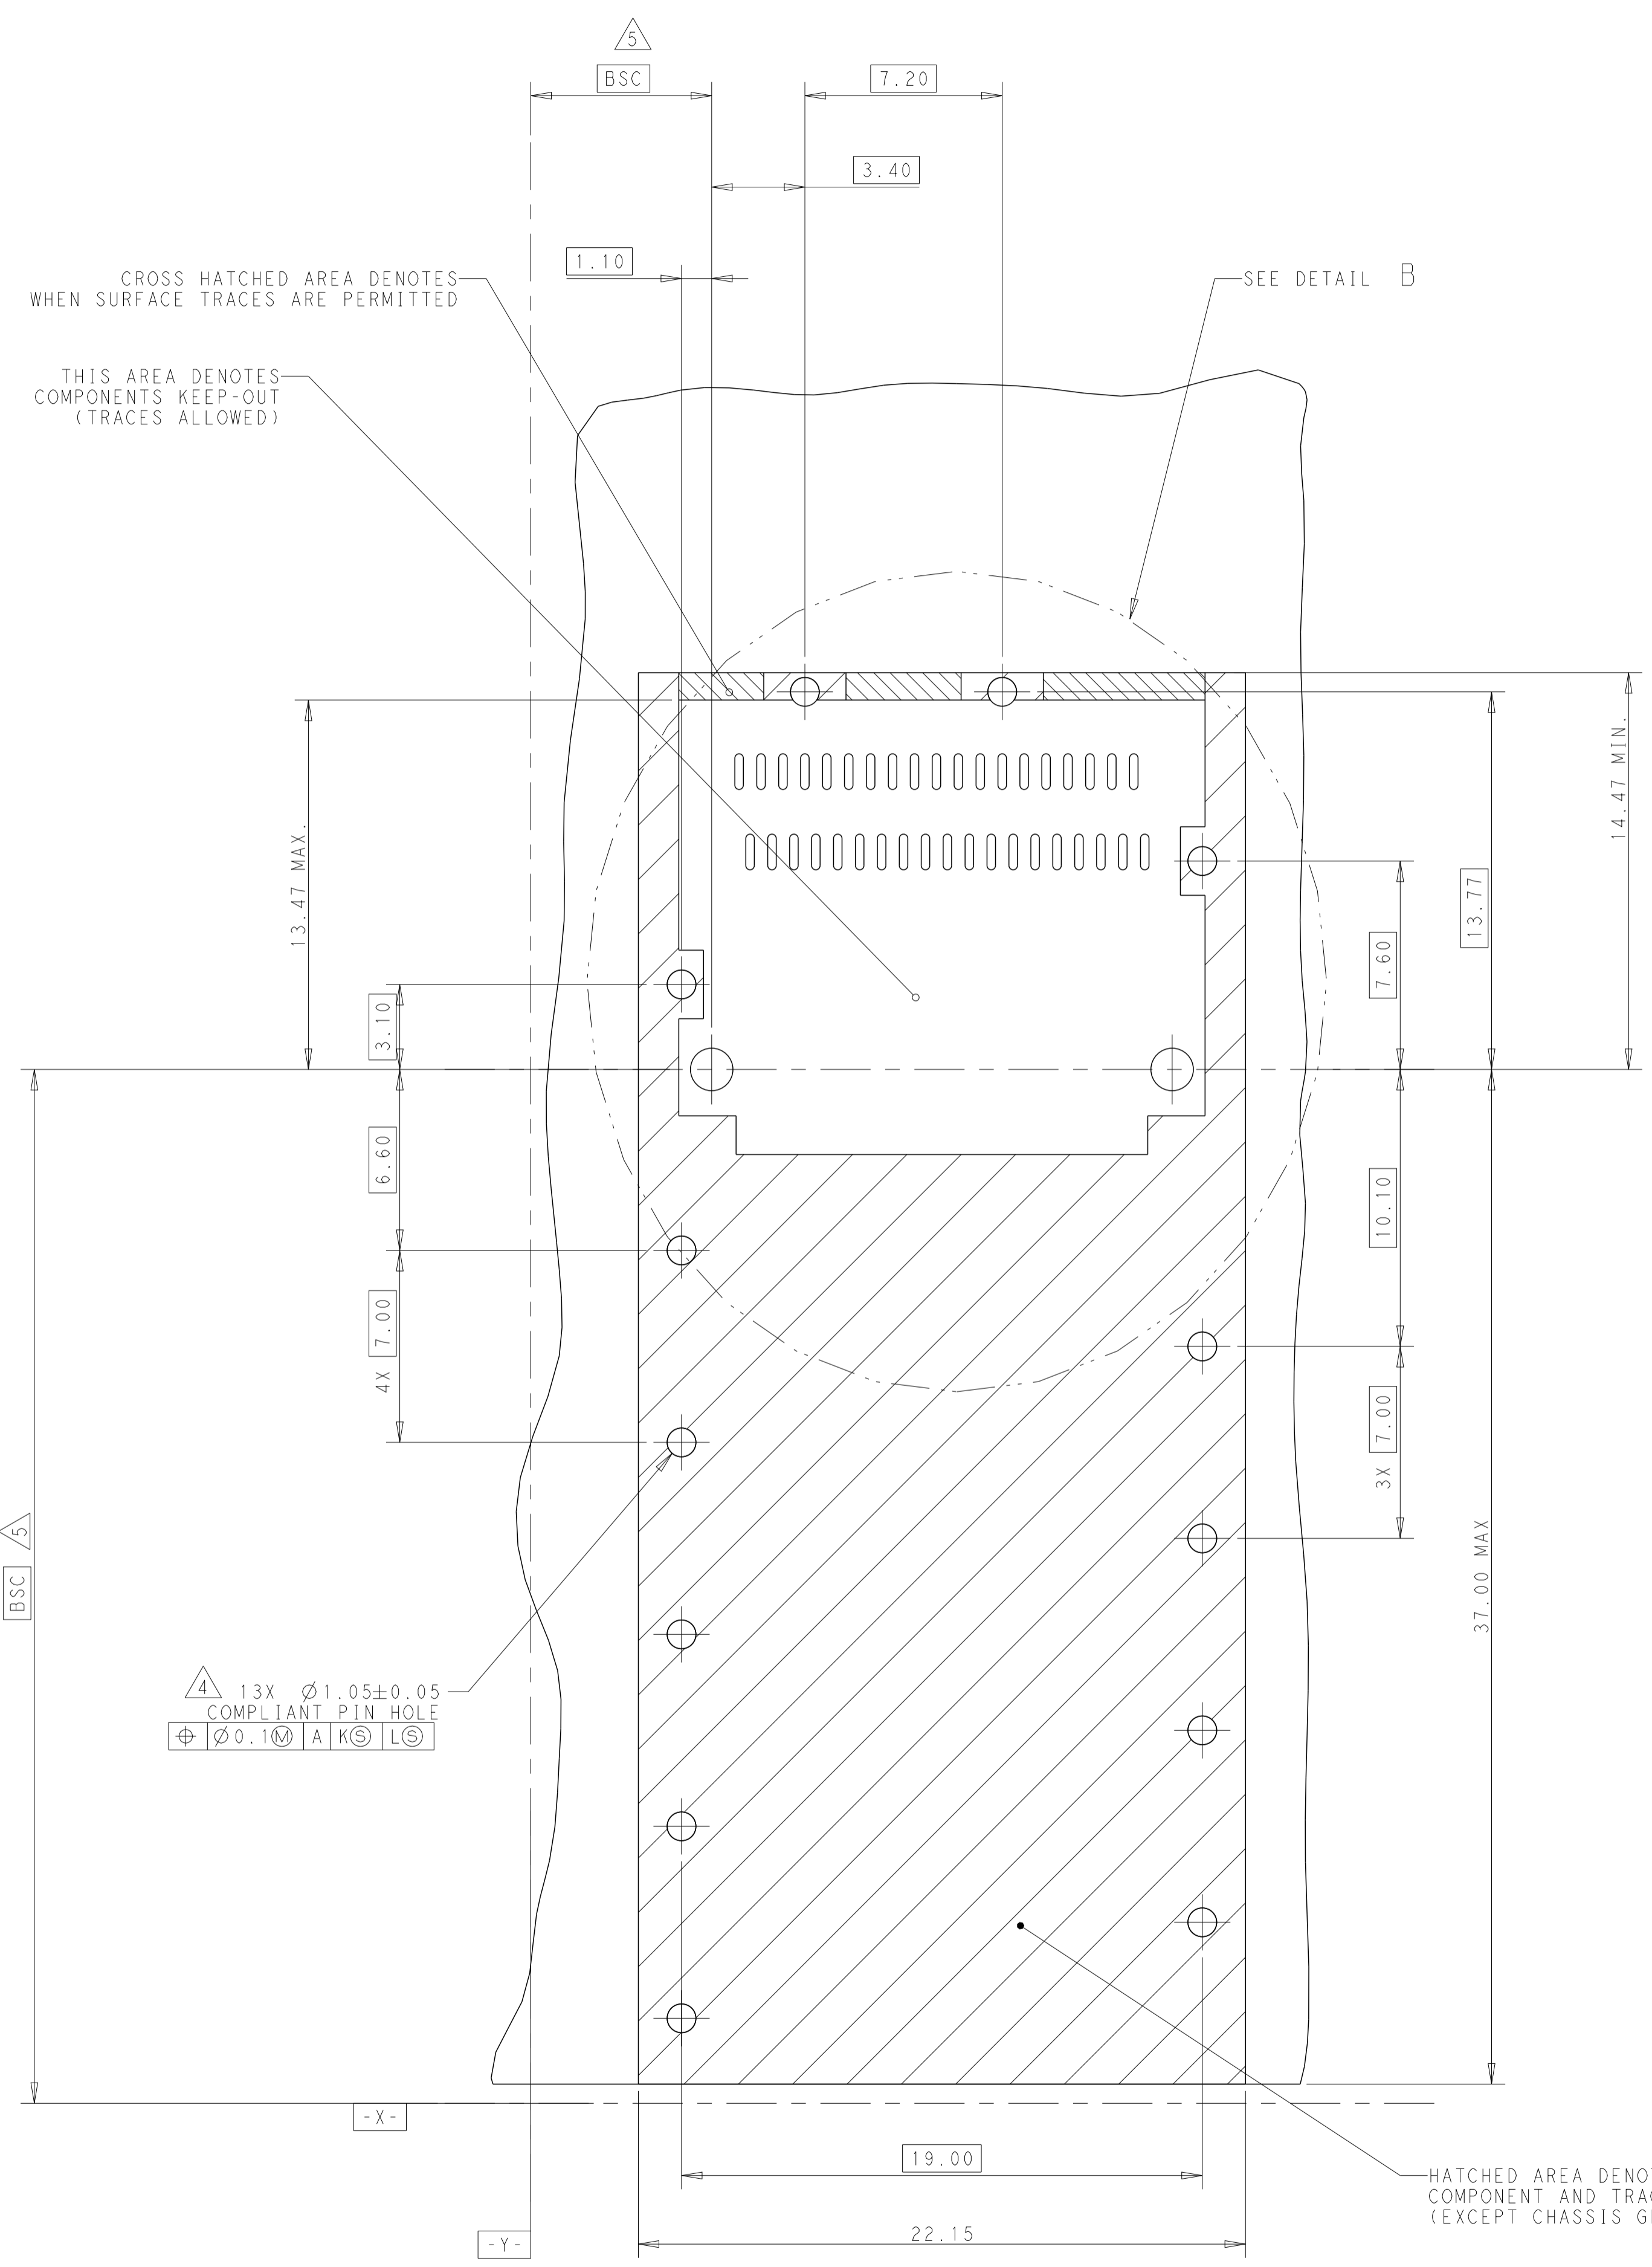 5
BSC
7.20
3.40
1.10
CROSS HATCHED AREA DENOTES
WHEN SURFACE TRACES ARE PERMITTED
SEE DETAIL B
THIS AREA DENOTES
COMPONENTS KEEP-OUT
(TRACES ALLOWED)
13.47 MAX.
14.47 MIN.
13.77
7.60
3.10
6.60
10.10
4X 7.00
3X 7.00
5
BSC
37.00 MAX
4 13X Ø1.05±0.05
COMPLIANT PIN HOLE
⌖ Ø0.1Ⓜ A KⓈ LⓈ
-X-
19.00
HATCHED AREA
COMPONENT AND
(EXCEPT CHASSIS
22.15
-Y-